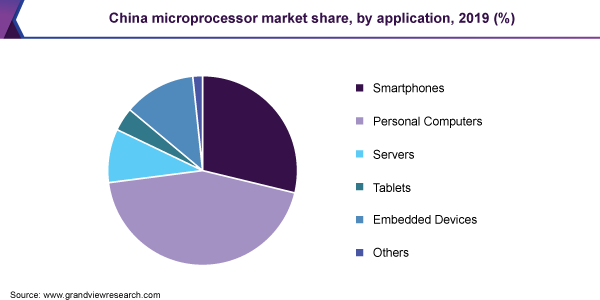 China microprocessor market share, by application, 2019 (%)
Smartphones
Personal Computers
Servers
Tablets
Embedded Devices
Others
Source: www.grandviewresearch.com